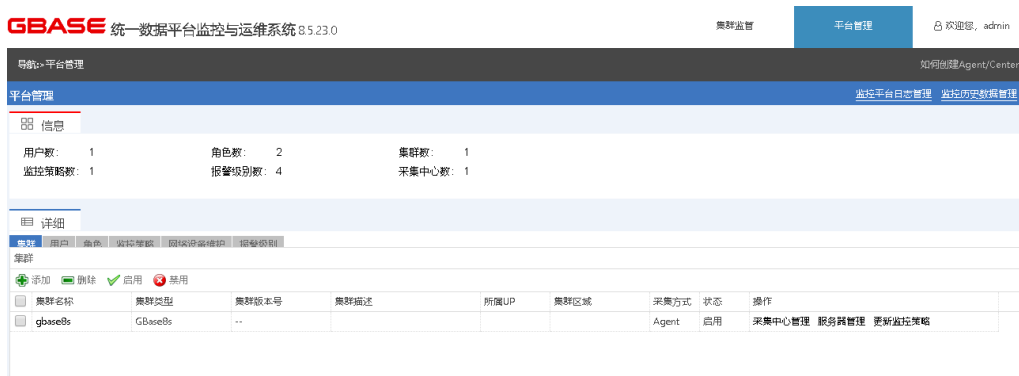 GBASE 统一数据平台监控与运维系统 8.5.23.0 集群监管 平台管理 欢迎您，admin
导航:>平台管理 如何创建Agent/Center
平台管理 监控平台日志管理 监控历史数据管理
信息
用户数： 1 角色数： 2 集群数： 1
监控策略数： 1 报警级别数： 4 采集中心数： 1
详细
集群 用户 角色 监控策略 网络设备维护 报警级别
集群
添加 删除 启用 禁用
集群名称 集群类型 集群版本号 集群描述 所属UP 集群区域 采集方式 状态 操作
gbase8s GBase8s -- Agent 启用 采集中心管理 服务器管理 更新监控策略